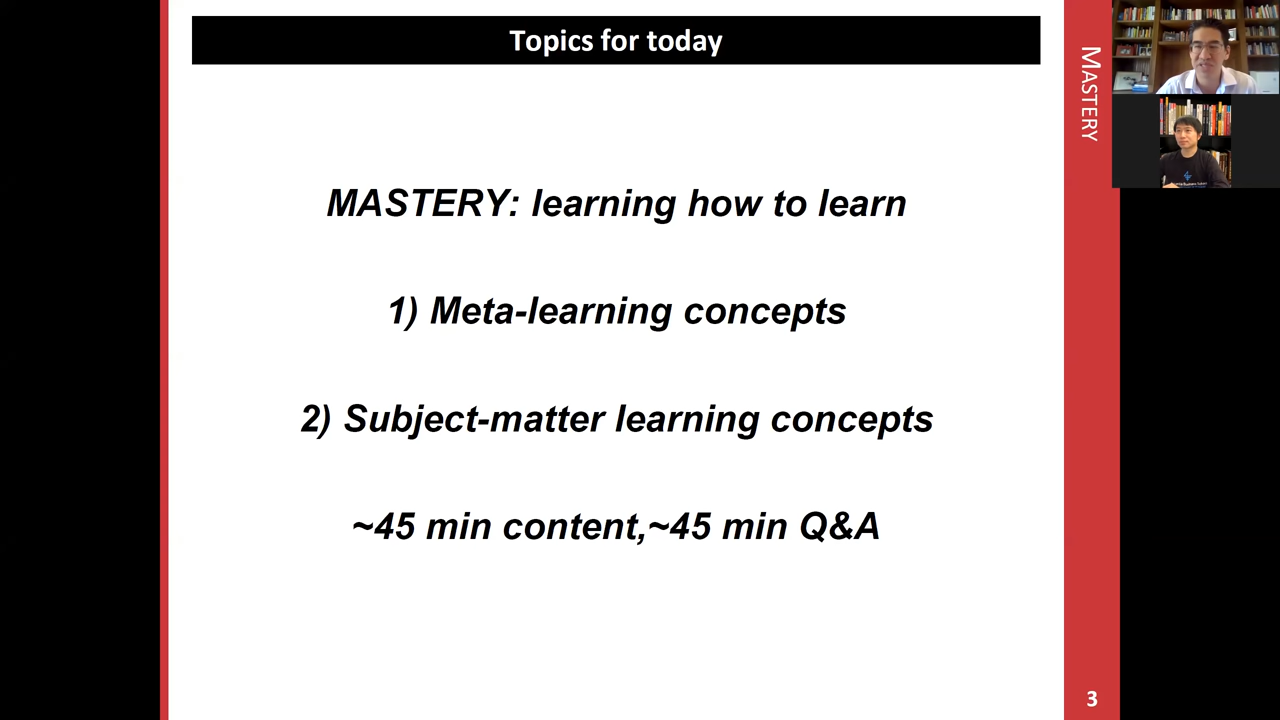 Topics for today
MASTERY
MASTERY: learning how to learn
1) Meta-learning concepts
2) Subject-matter learning concepts
~45 min content,~45 min Q&A
3